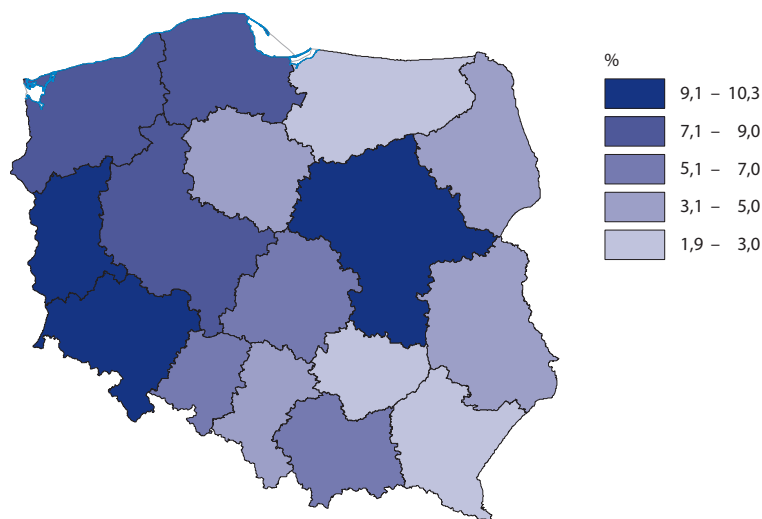 %
9,1 – 10,3
7,1 – 9,0
5,1 – 7,0
3,1 – 5,0
1,9 – 3,0